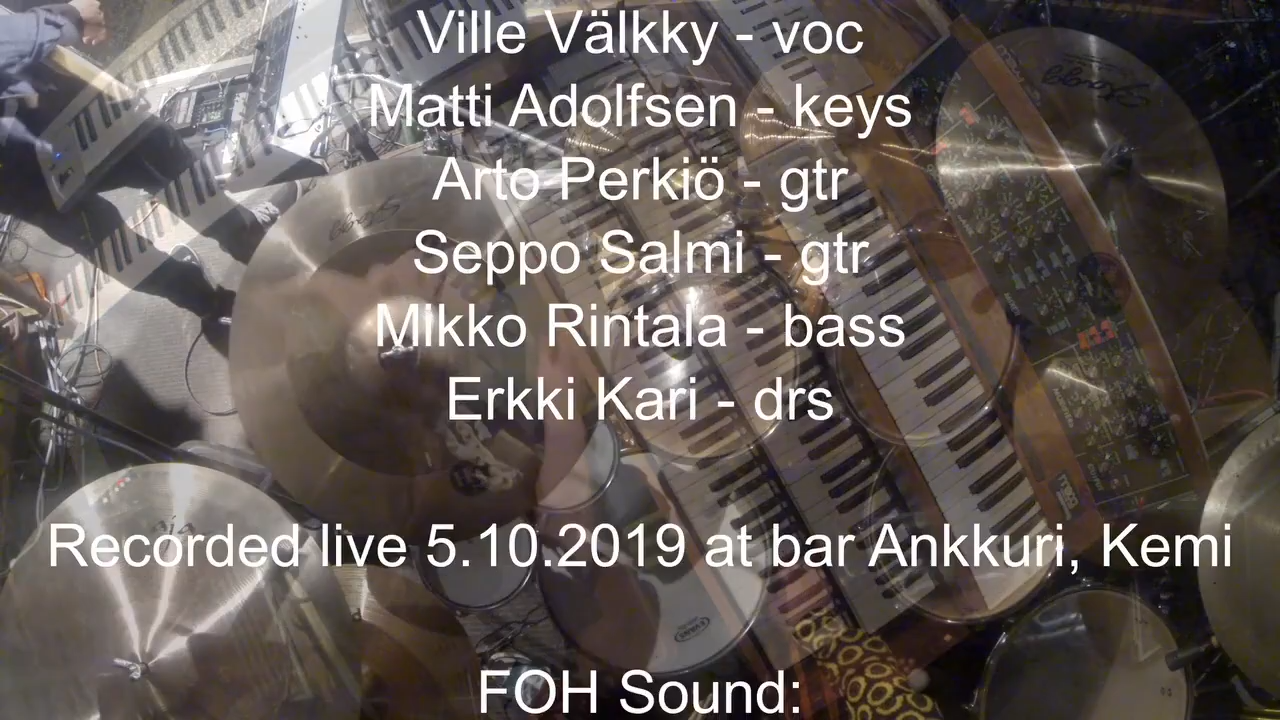 Ville Välkky - voc
Matti Adolfsen - keys
Arto Perkiö - gtr
Seppo Salmi - gtr
Mikko Rintala - bass
Erkki Kari - drs
Recorded live 5.10.2019 at bar Ankkuri, Kemi
EVANS
FOH Sound: